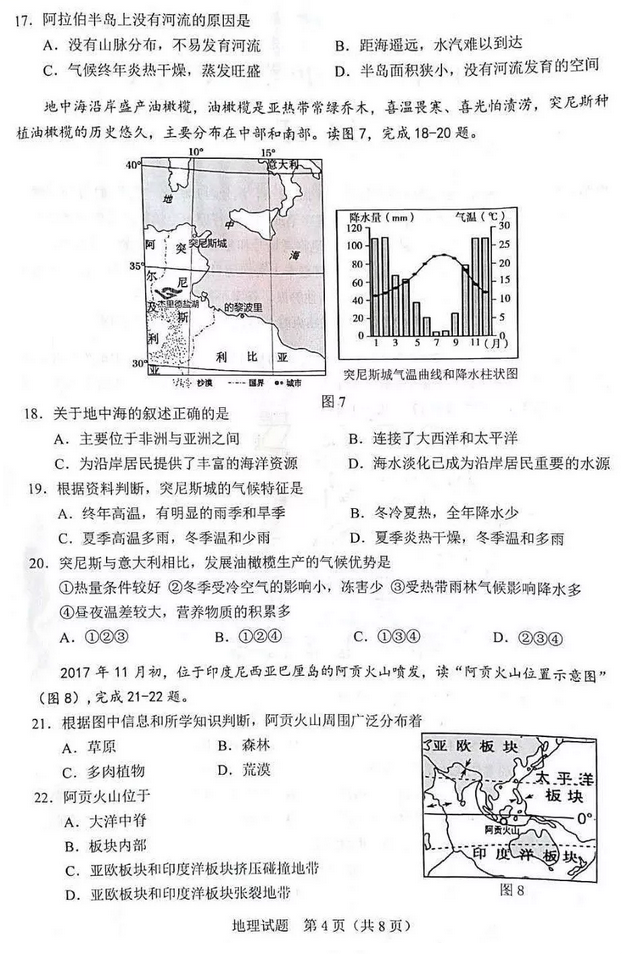 17. 阿拉伯半岛上没有河流的原因是
A. 没有山脉分布，不易发育河流
B. 距海遥远，水汽难以到达
C. 气候终年炎热干燥，蒸发旺盛
D. 半岛面积狭小，没有河流发育的空间
地中海沿岸盛产油橄榄，油橄榄是亚热带常绿乔木，喜温畏寒、喜光怕渍涝，突尼斯种
植油橄榄的历史悠久，主要分布在中部和南部。读图7，完成18-20题。
10° 15°
40°
意大利
地
中
海
阿 突
突尼斯城
35°
尔 尼
杰里德盐湖
及 斯
的黎波里
利
利 比 亚
亚
30°
沙漠 国界 城市
降水量（mm） 气温（℃）
120 30
100 25
80 20
60 15
40 10
20 5
0 0
1 3 5 7 9 11（月）
突尼斯城气温曲线和降水柱状图
图7
18. 关于地中海的叙述正确的是
A. 主要位于非洲与亚洲之间
B. 连接了大西洋和太平洋
C. 为沿岸居民提供了丰富的海洋资源
D. 海水淡化已成为沿岸居民重要的水源
19. 根据资料判断，突尼斯城的气候特征是
A. 终年高温，有明显的雨季和旱季
B. 冬冷夏热，全年降水少
C. 夏季高温多雨，冬季温和少雨
D. 夏季炎热干燥，冬季温和多雨
20. 突尼斯与意大利相比，发展油橄榄生产的气候优势是
①热量条件较好 ②冬季受冷空气的影响小，冻害少 ③受热带雨林气候影响降水多
④昼夜温差较大，营养物质的积累多
A. ①②③
B. ①②④
C. ①③④
D. ②③④
2017年11月初，位于印度尼西亚巴厘岛的阿贡火山喷发，读“阿贡火山位置示意图”
（图8）,完成21-22题。
21. 根据图中信息和所学知识判断，阿贡火山周围广泛分布着
A. 草原
B. 森林
C. 多肉植物
D. 荒漠
22. 阿贡火山位于
A. 大洋中脊
B. 板块内部
C. 亚欧板块和印度洋板块挤压碰撞地带
D. 亚欧板块和印度洋板块张裂地带
亚欧板块
太平洋
板块
0°
阿贡火山
印度洋板块
图8
地理试题 第4页（共8页）